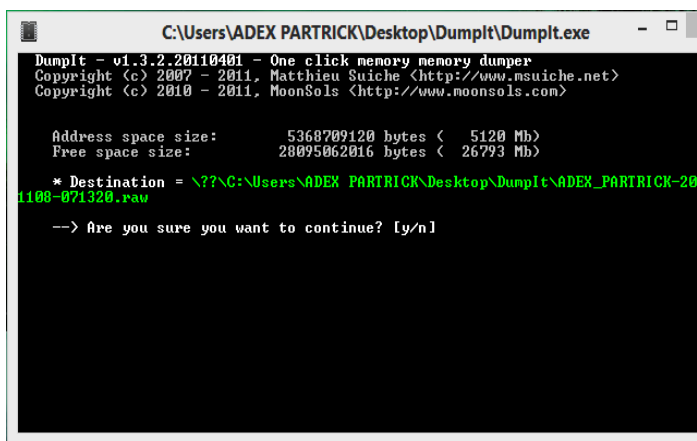 C:\Users\ADEX PARTRICK\Desktop\DumpIt\DumpIt.exe
DumpIt - v1.3.2.20110401 - One click memory memory dumper
Copyright (c) 2007 - 2011, Matthieu Suiche <http://www.msuiche.net>
Copyright (c) 2010 - 2011, MoonSols <http://www.moonsols.com>
Address space size: 5368709120 bytes ( 5120 Mb)
Free space size: 28095062016 bytes ( 26793 Mb)
* Destination = \??\C:\Users\ADEX PARTRICK\Desktop\DumpIt\ADEX_PARTRICK-20
1108-071320.raw
--> Are you sure you want to continue? [y/n]